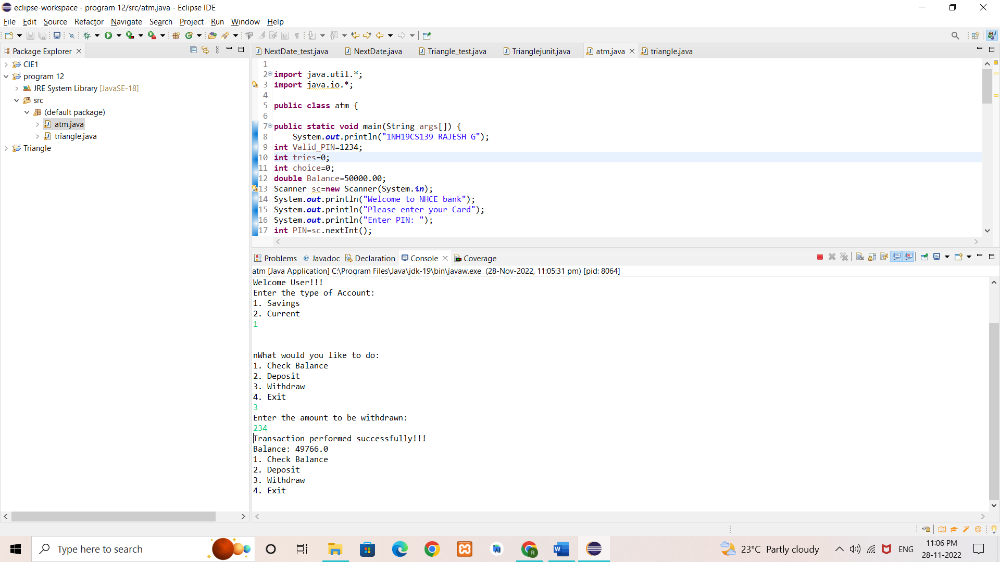 eclipse-workspace - program 12/src/atm.java - Eclipse IDE
File Edit Source Refactor Navigate Search Project Run Window Help
Package Explorer
CIE1
program 12
JRE System Library [JavaSE-18]
src
(default package)
atm.java
triangle.java
Triangle
NextDate_test.java NextDate.java Triangle_test.java Trianglejunit.java atm.java triangle.java
1
2 import java.util.*;
3 import java.io.*;
4
5 public class atm {
6
7 public static void main(String args[]) {
8 System.out.println("1NH19CS139 RAJESH G");
9 int Valid_PIN=1234;
10 int tries=0;
11 int choice=0;
12 double Balance=50000.00;
13 Scanner sc=new Scanner(System.in);
14 System.out.println("Welcome to NHCE bank");
15 System.out.println("Please enter your Card");
16 System.out.println("Enter PIN: ");
17 int PIN=sc.nextInt();
Problems @ Javadoc Declaration Console Coverage
atm [Java Application] C:\Program Files\Java\jdk-19\bin\javaw.exe (28-Nov-2022, 11:05:31 pm) [pid: 8064]
Welcome User!!!
Enter the type of Account:
1. Savings
2. Current
1
nWhat would you like to do:
1. Check Balance
2. Deposit
3. Withdraw
4. Exit
3
Enter the amount to be withdrawn:
234
Transaction performed successfully!!!
Balance: 49766.0
1. Check Balance
2. Deposit
3. Withdraw
4. Exit
Type here to search
23°C Partly cloudy
ENG
11:06 PM
28-11-2022